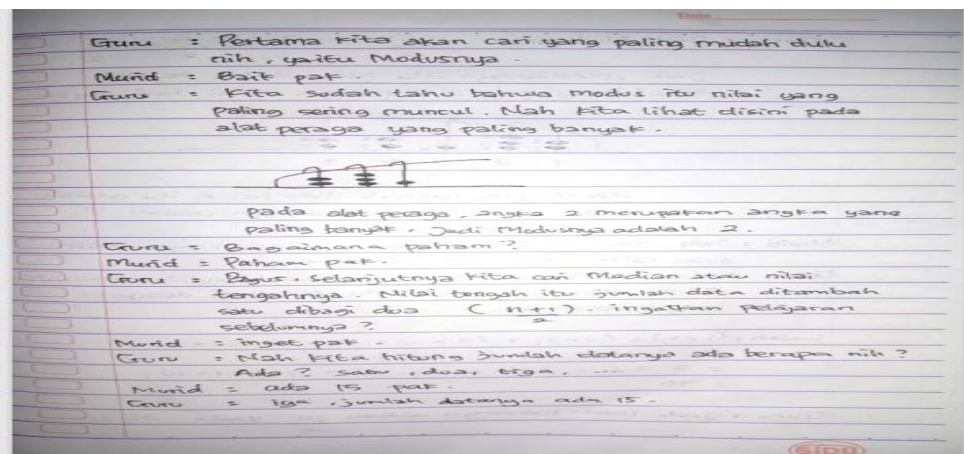 Date :
Guru : Pertama kita akan cari yang paling mudah dulu
nih, yaitu Modusnya.
Murid = Baik pak.
Guru = Kita sudah tahu bahwa modus itu nilai yang
paling sering muncul. Nah kita lihat disini pada
alat peraga yang paling banyak.
pada alat peraga, angka 2 merupakan angka yang
paling banyak, Jadi Modusnya adalah 2.
Guru = Bagaimana paham?
Murid = Paham pak.
Guru = Bagus, selanjutnya kita cari Median atau nilai
tengahnya. Nilai tengah itu jumlah data ditambah
satu dibagi dua ( n+1 / 2 ). ingatkan Pelajaran
sebelumnya?
Murid = inget pak.
Guru = Nah kita hitung jumlah datanya ada berapa nih?
Ada? satu, dua, tiga, ....
Murid = ada 15 pak.
Guru = iya, jumlah datanya ada 15.
SIDU